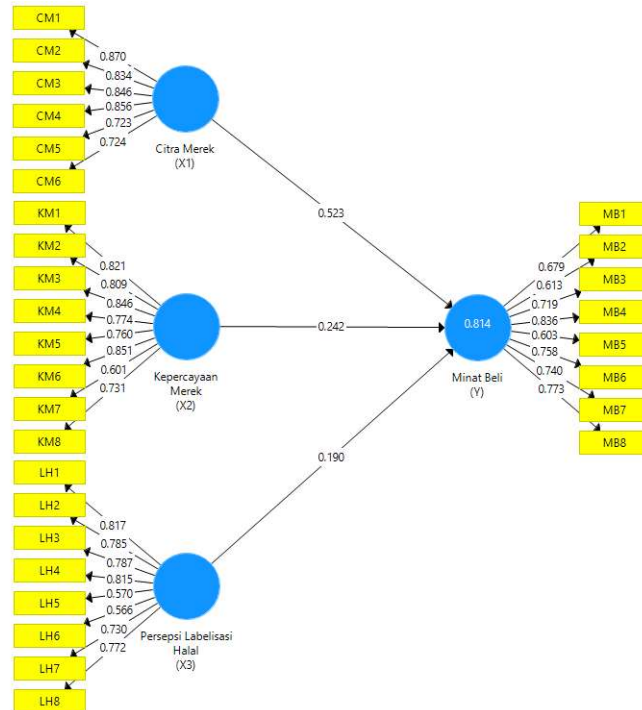 CM1
CM2
CM3
CM4
CM5
CM6
0.870
0.834
0.846
0.856
0.723
0.724
Citra Merek
(X1)
0.523
KM1
KM2
KM3
KM4
KM5
KM6
KM7
KM8
0.821
0.809
0.846
0.774
0.760
0.851
0.601
0.731
Kepercayaan
Merek
(X2)
0.242
LH1
LH2
LH3
LH4
LH5
LH6
LH7
LH8
0.817
0.785
0.787
0.815
0.570
0.566
0.730
0.772
Persepsi Labelisasi
Halal
(X3)
0.190
0.814
Minat Beli
(Y)
0.679
0.613
0.719
0.836
0.603
0.758
0.740
0.773
MB1
MB2
MB3
MB4
MB5
MB6
MB7
MB8